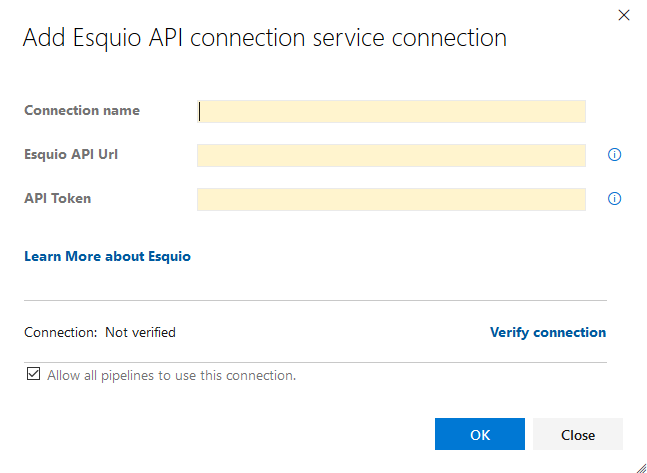 Add Esquio API connection service connection
Connection name
Esquio API Url
API Token
Learn More about Esquio
Connection: Not verified Verify connection
Allow all pipelines to use this connection.
OK Close